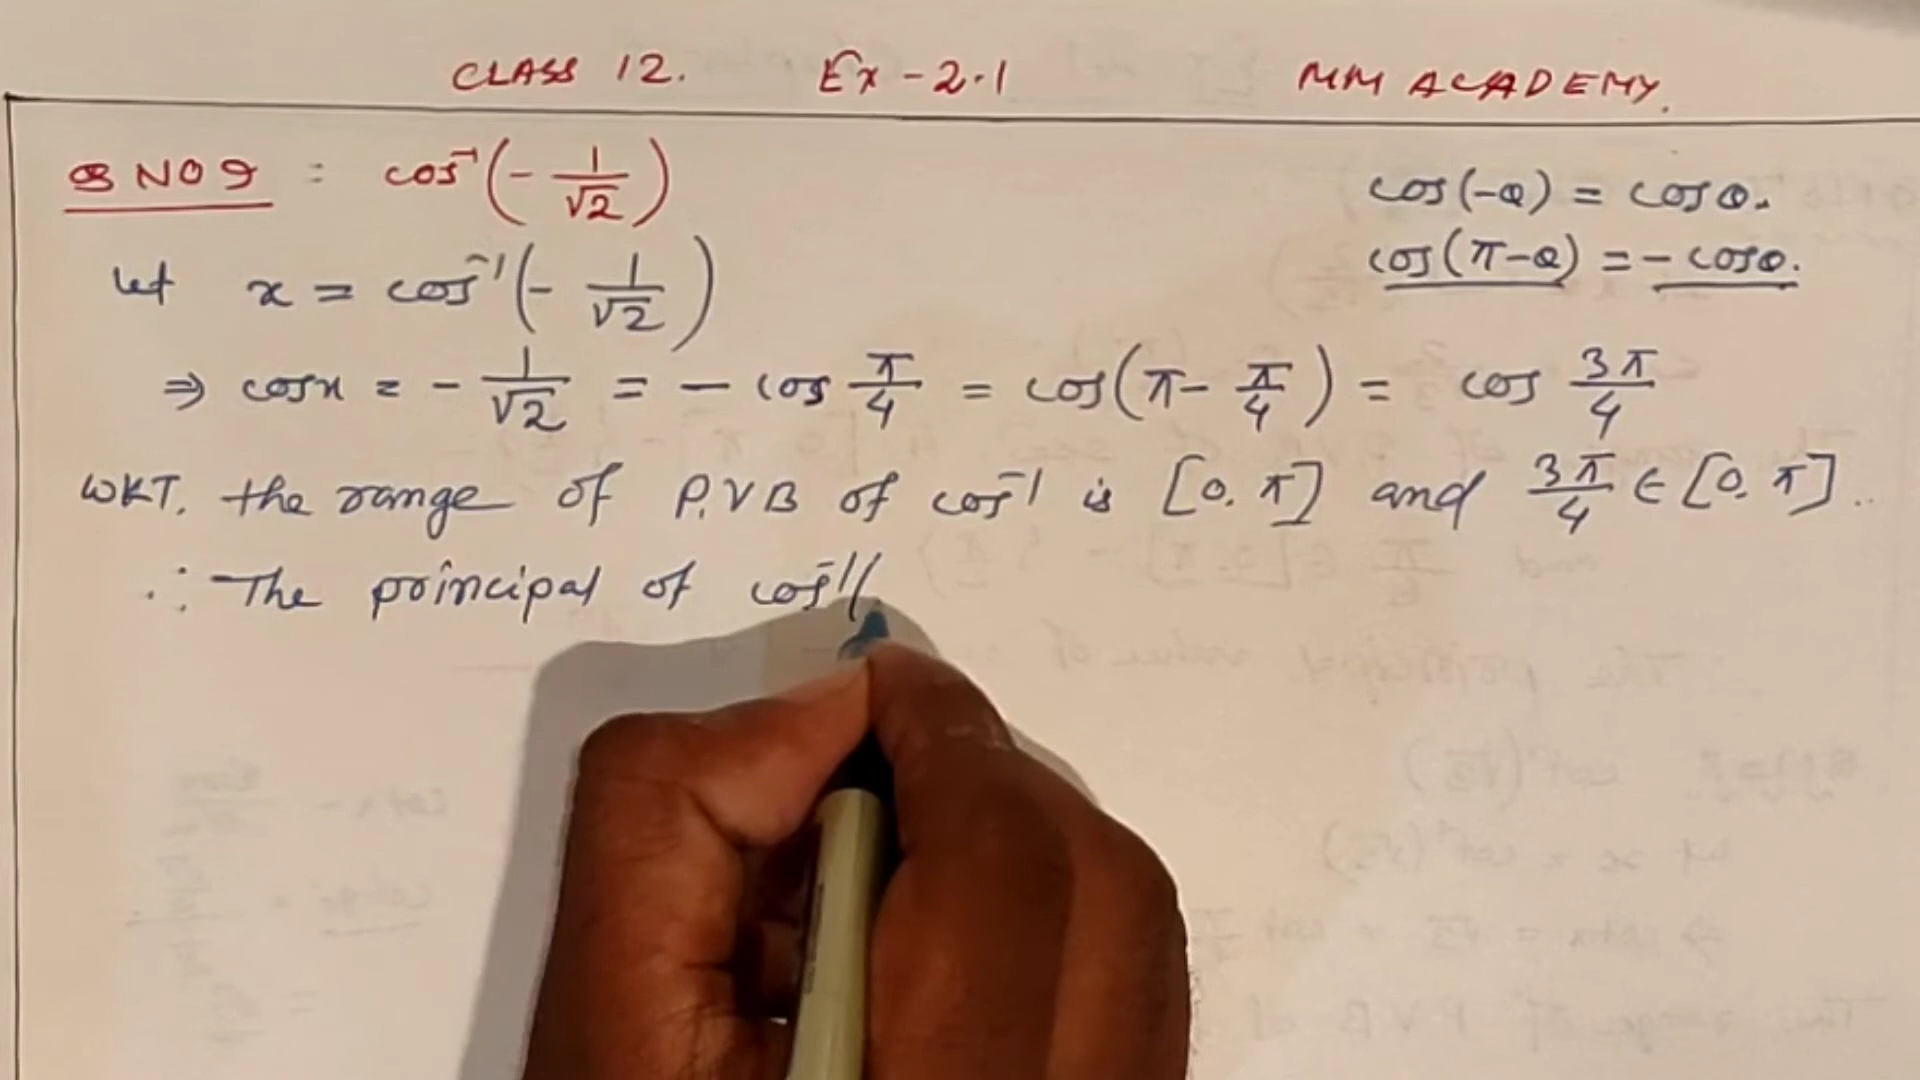 CLASS 12. Ex-2.1 MM ACADEMY.
Q NO 9 : cos⁻¹(-1/√2)
cos(-θ) = cosθ.
cos(π-θ) = -cosθ.
Let x = cos⁻¹(-1/√2)
⇒ cosx = -1/√2 = -cos π/4 = cos(π-π/4) = cos 3π/4
WKT. the range of P.V.B of cos⁻¹ is [0, π] and 3π/4 ∈ [0, π].
∴ The principal of cos⁻¹(